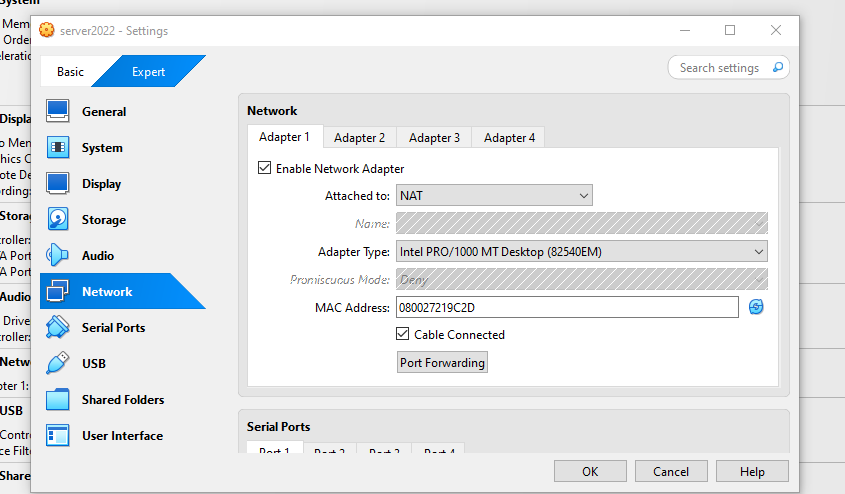 System
server2022 - Settings
Basic
Expert
Search settings
General
System
Display
Storage
Audio
Network
Serial Ports
USB
Shared Folders
User Interface
Network
Adapter 1 Adapter 2 Adapter 3 Adapter 4
Enable Network Adapter
Attached to: NAT
Name:
Adapter Type: Intel PRO/1000 MT Desktop (82540EM)
Promiscuous Mode: Deny
MAC Address: 080027219C2D
Cable Connected
Port Forwarding
Serial Ports
Port 1 Port 2 Port 3 Port 4
OK Cancel Help
Mem
Order
eleratio
Displa
o Mem
hics C
ote De
rding:
Storag
roller:
A Port
A Port
Audio
Drive
roller:
Netw
pter 1:
USB
Contr
ce Filte
Share